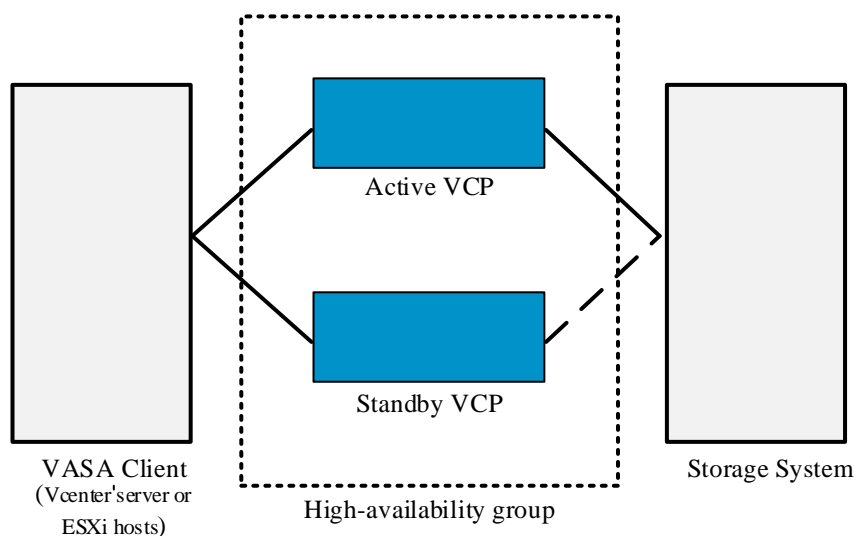 Active VCP
Standby VCP
VASA Client
(Vcenter'server or
ESXi hosts)
High-availability group
Storage System